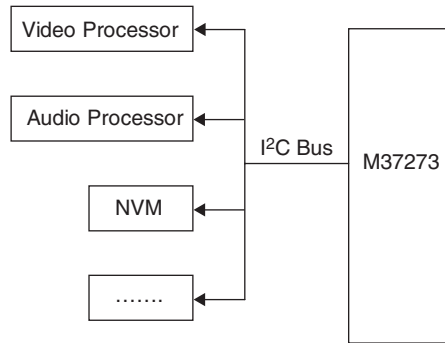 Video Processor
Audio Processor
I²C Bus
M37273
NVM
.......